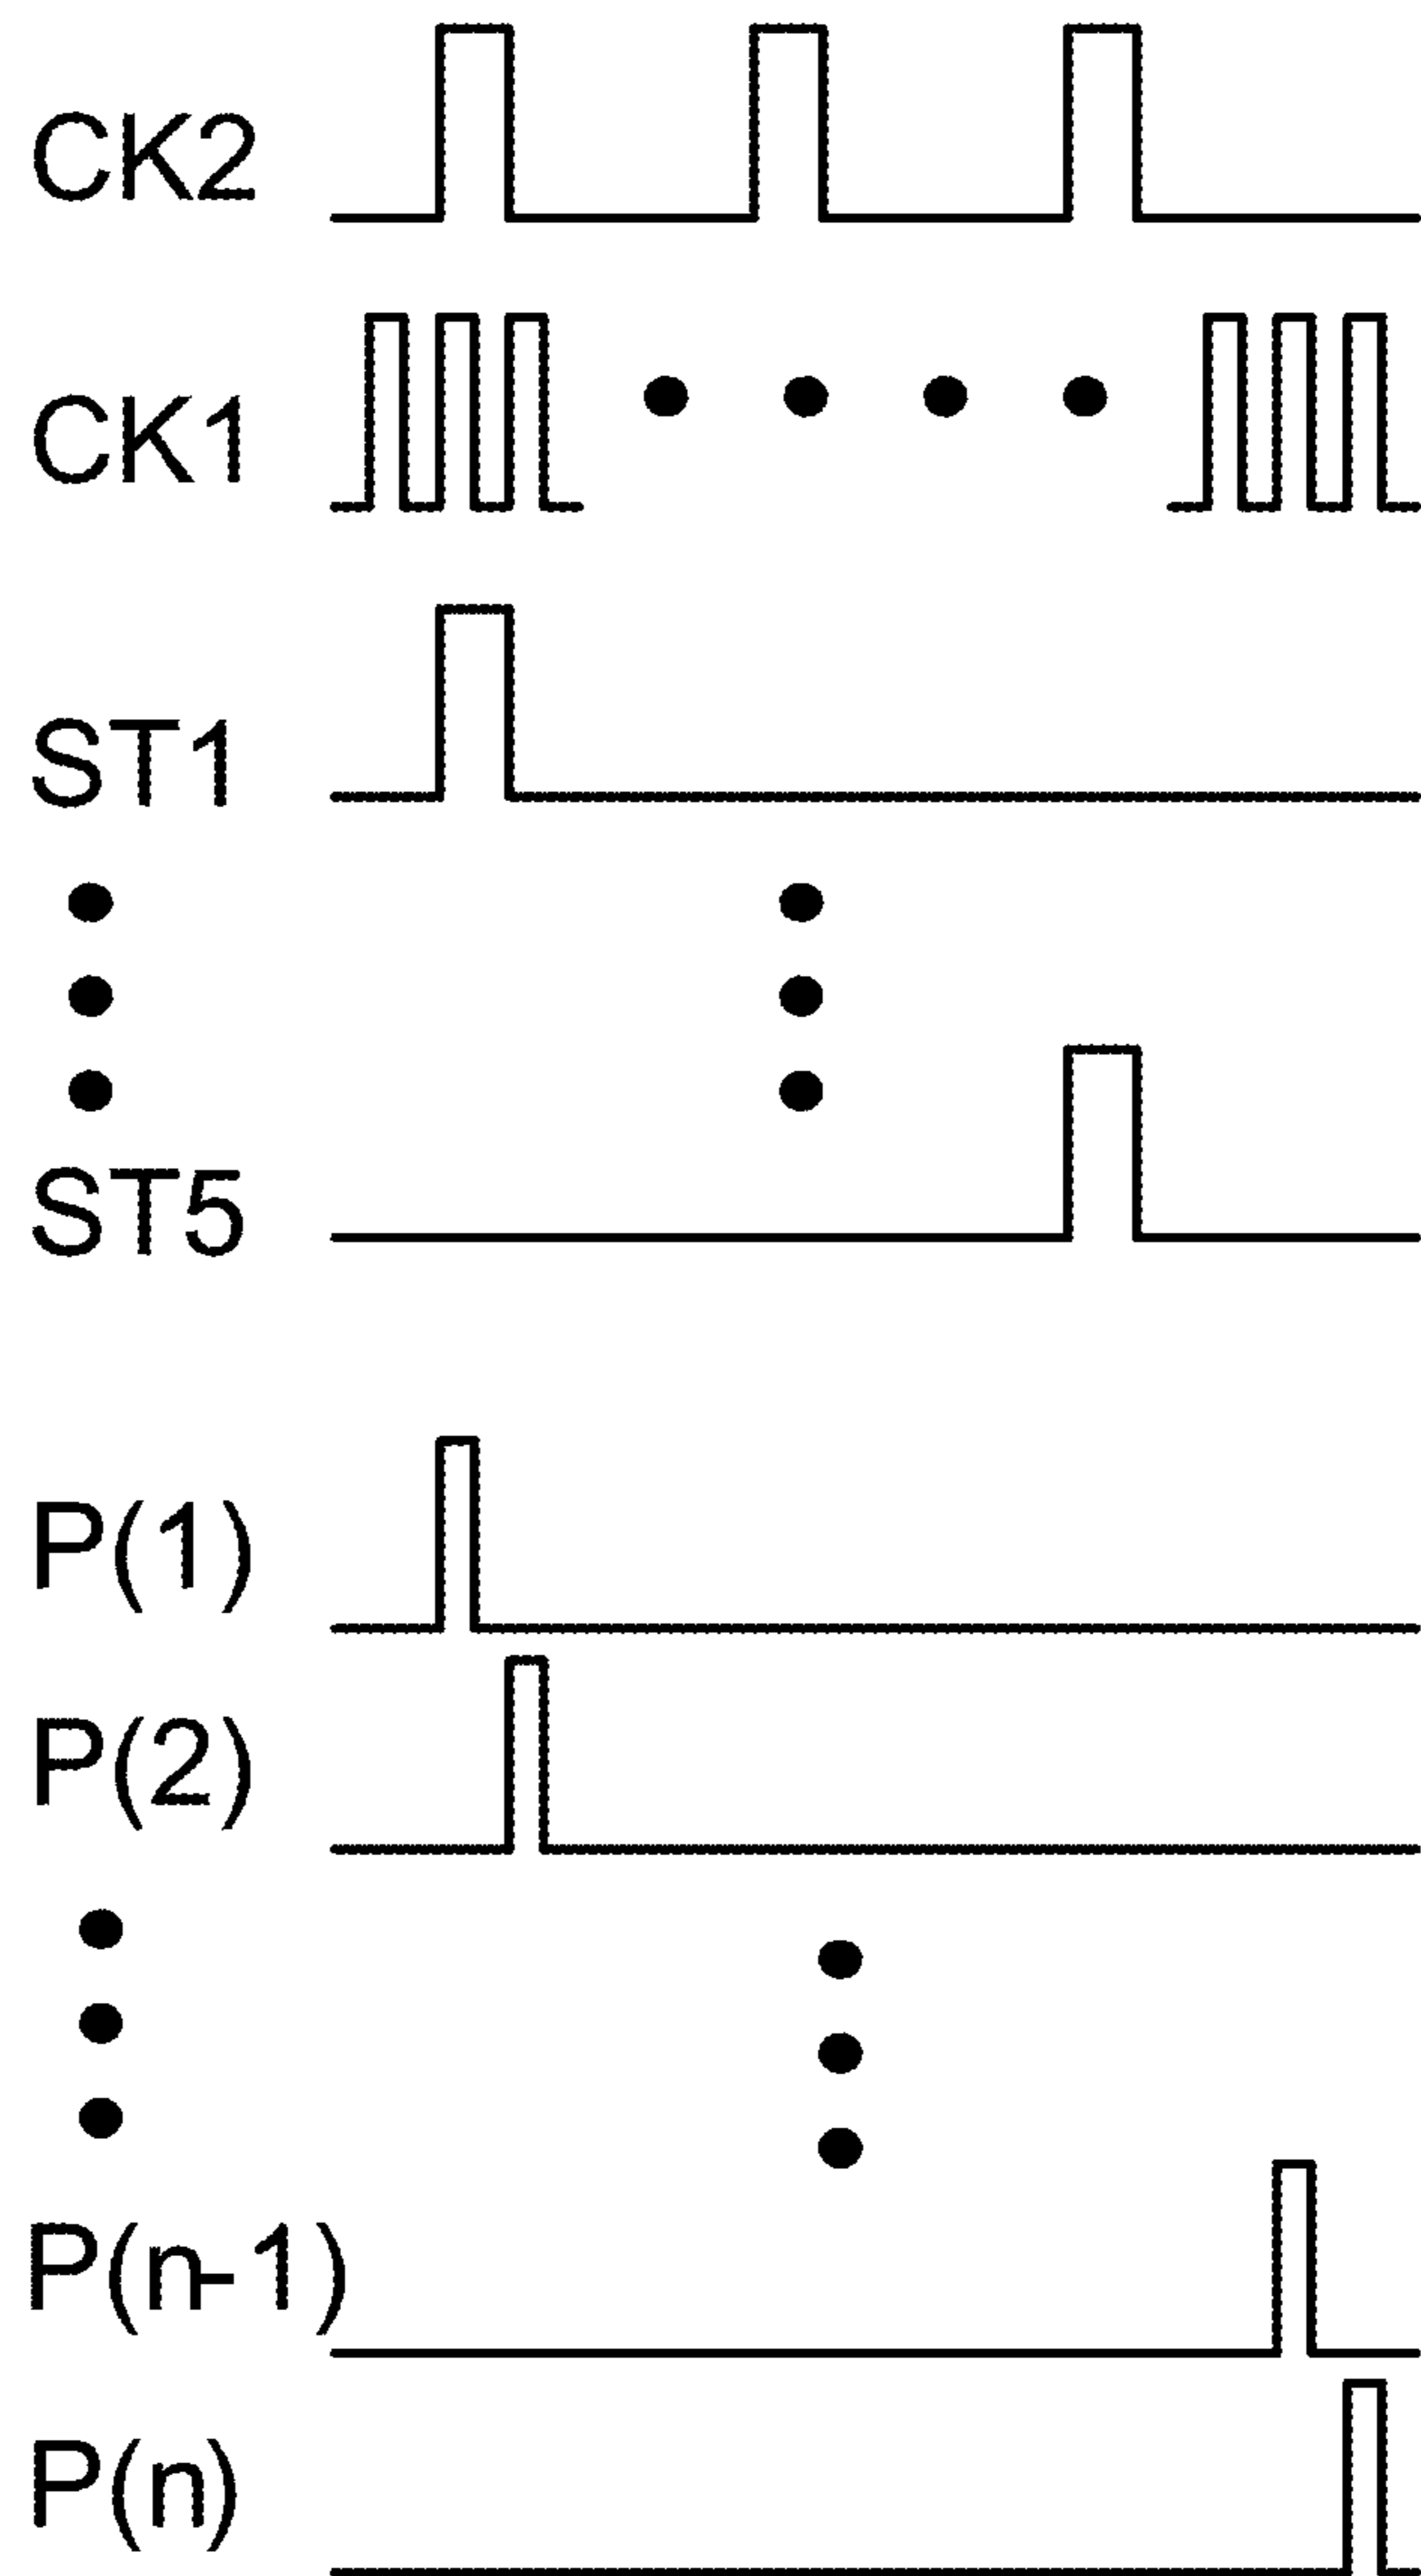 CK2
CK1
ST1
ST5
P(1)
P(2)
P(n-1)
P(n)